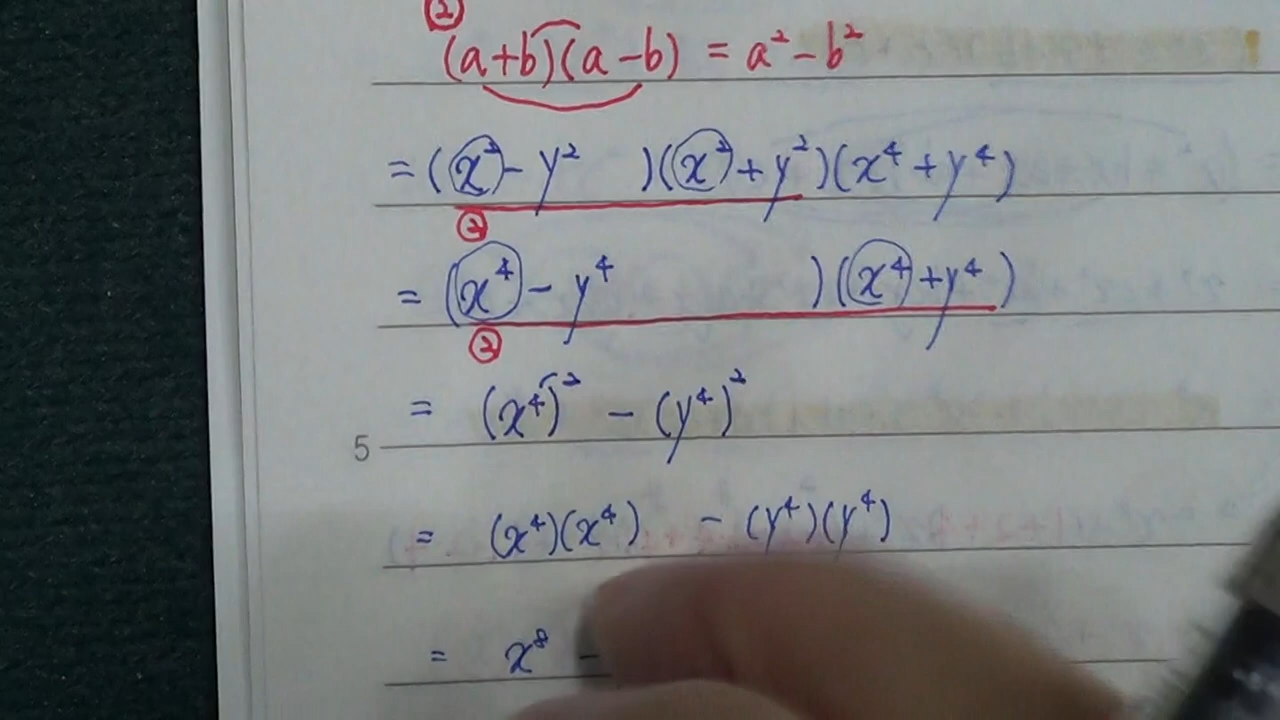 ②
(a+b)(a-b) = a²-b²
= (x²- y² )(x²+y²)(x⁴+y⁴)
②
= (x⁴- y⁴ )(x⁴+y⁴)
②
= (x⁴)² - (y⁴)²
5
= (x⁴)(x⁴) - (y⁴)(y⁴)
= x⁸ -